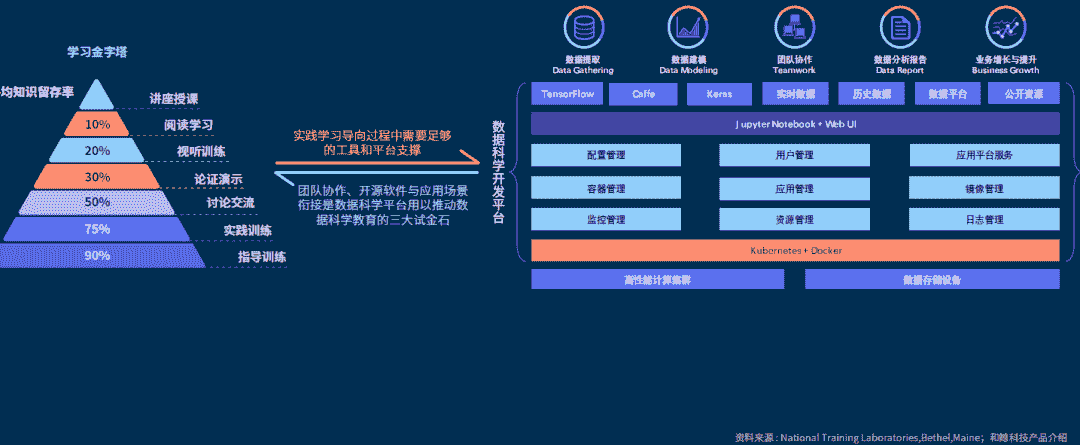 学习金字塔
均知识留存率
讲座授课
10%
阅读学习
20%
视听训练
30%
论证演示
50%
讨论交流
75%
实践训练
90%
指导训练
实践学习导向过程中需要足够
的工具和平台支撑
团队协作、开源软件与应用场景
衔接是数据科学平台用以推动数
据科学教育的三大试金石
数据科学开发平台
数据提取
Data Gathering
数据建模
Data Modeling
团队协作
Teamwork
数据分析报告
Data Report
业务增长与提升
Business Growth
TensorFlow
Caffe
Keras
实时数据
历史数据
数据平台
公开资源
Jupyter Notebook + Web UI
配置管理
用户管理
应用平台服务
容器管理
应用管理
镜像管理
监控管理
资源管理
日志管理
Kubernetes + Docker
高性能计算集群
数据存储设备
资料来源 : National Training Laboratories,Bethel,Maine；和鲸科技产品介绍